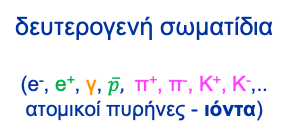 δευτερογενή σωματίδια
(e⁻, e⁺, γ, p̄, π⁺, π⁻, Κ⁺, Κ⁻,..
ατομικοί πυρήνες - ιόντα)